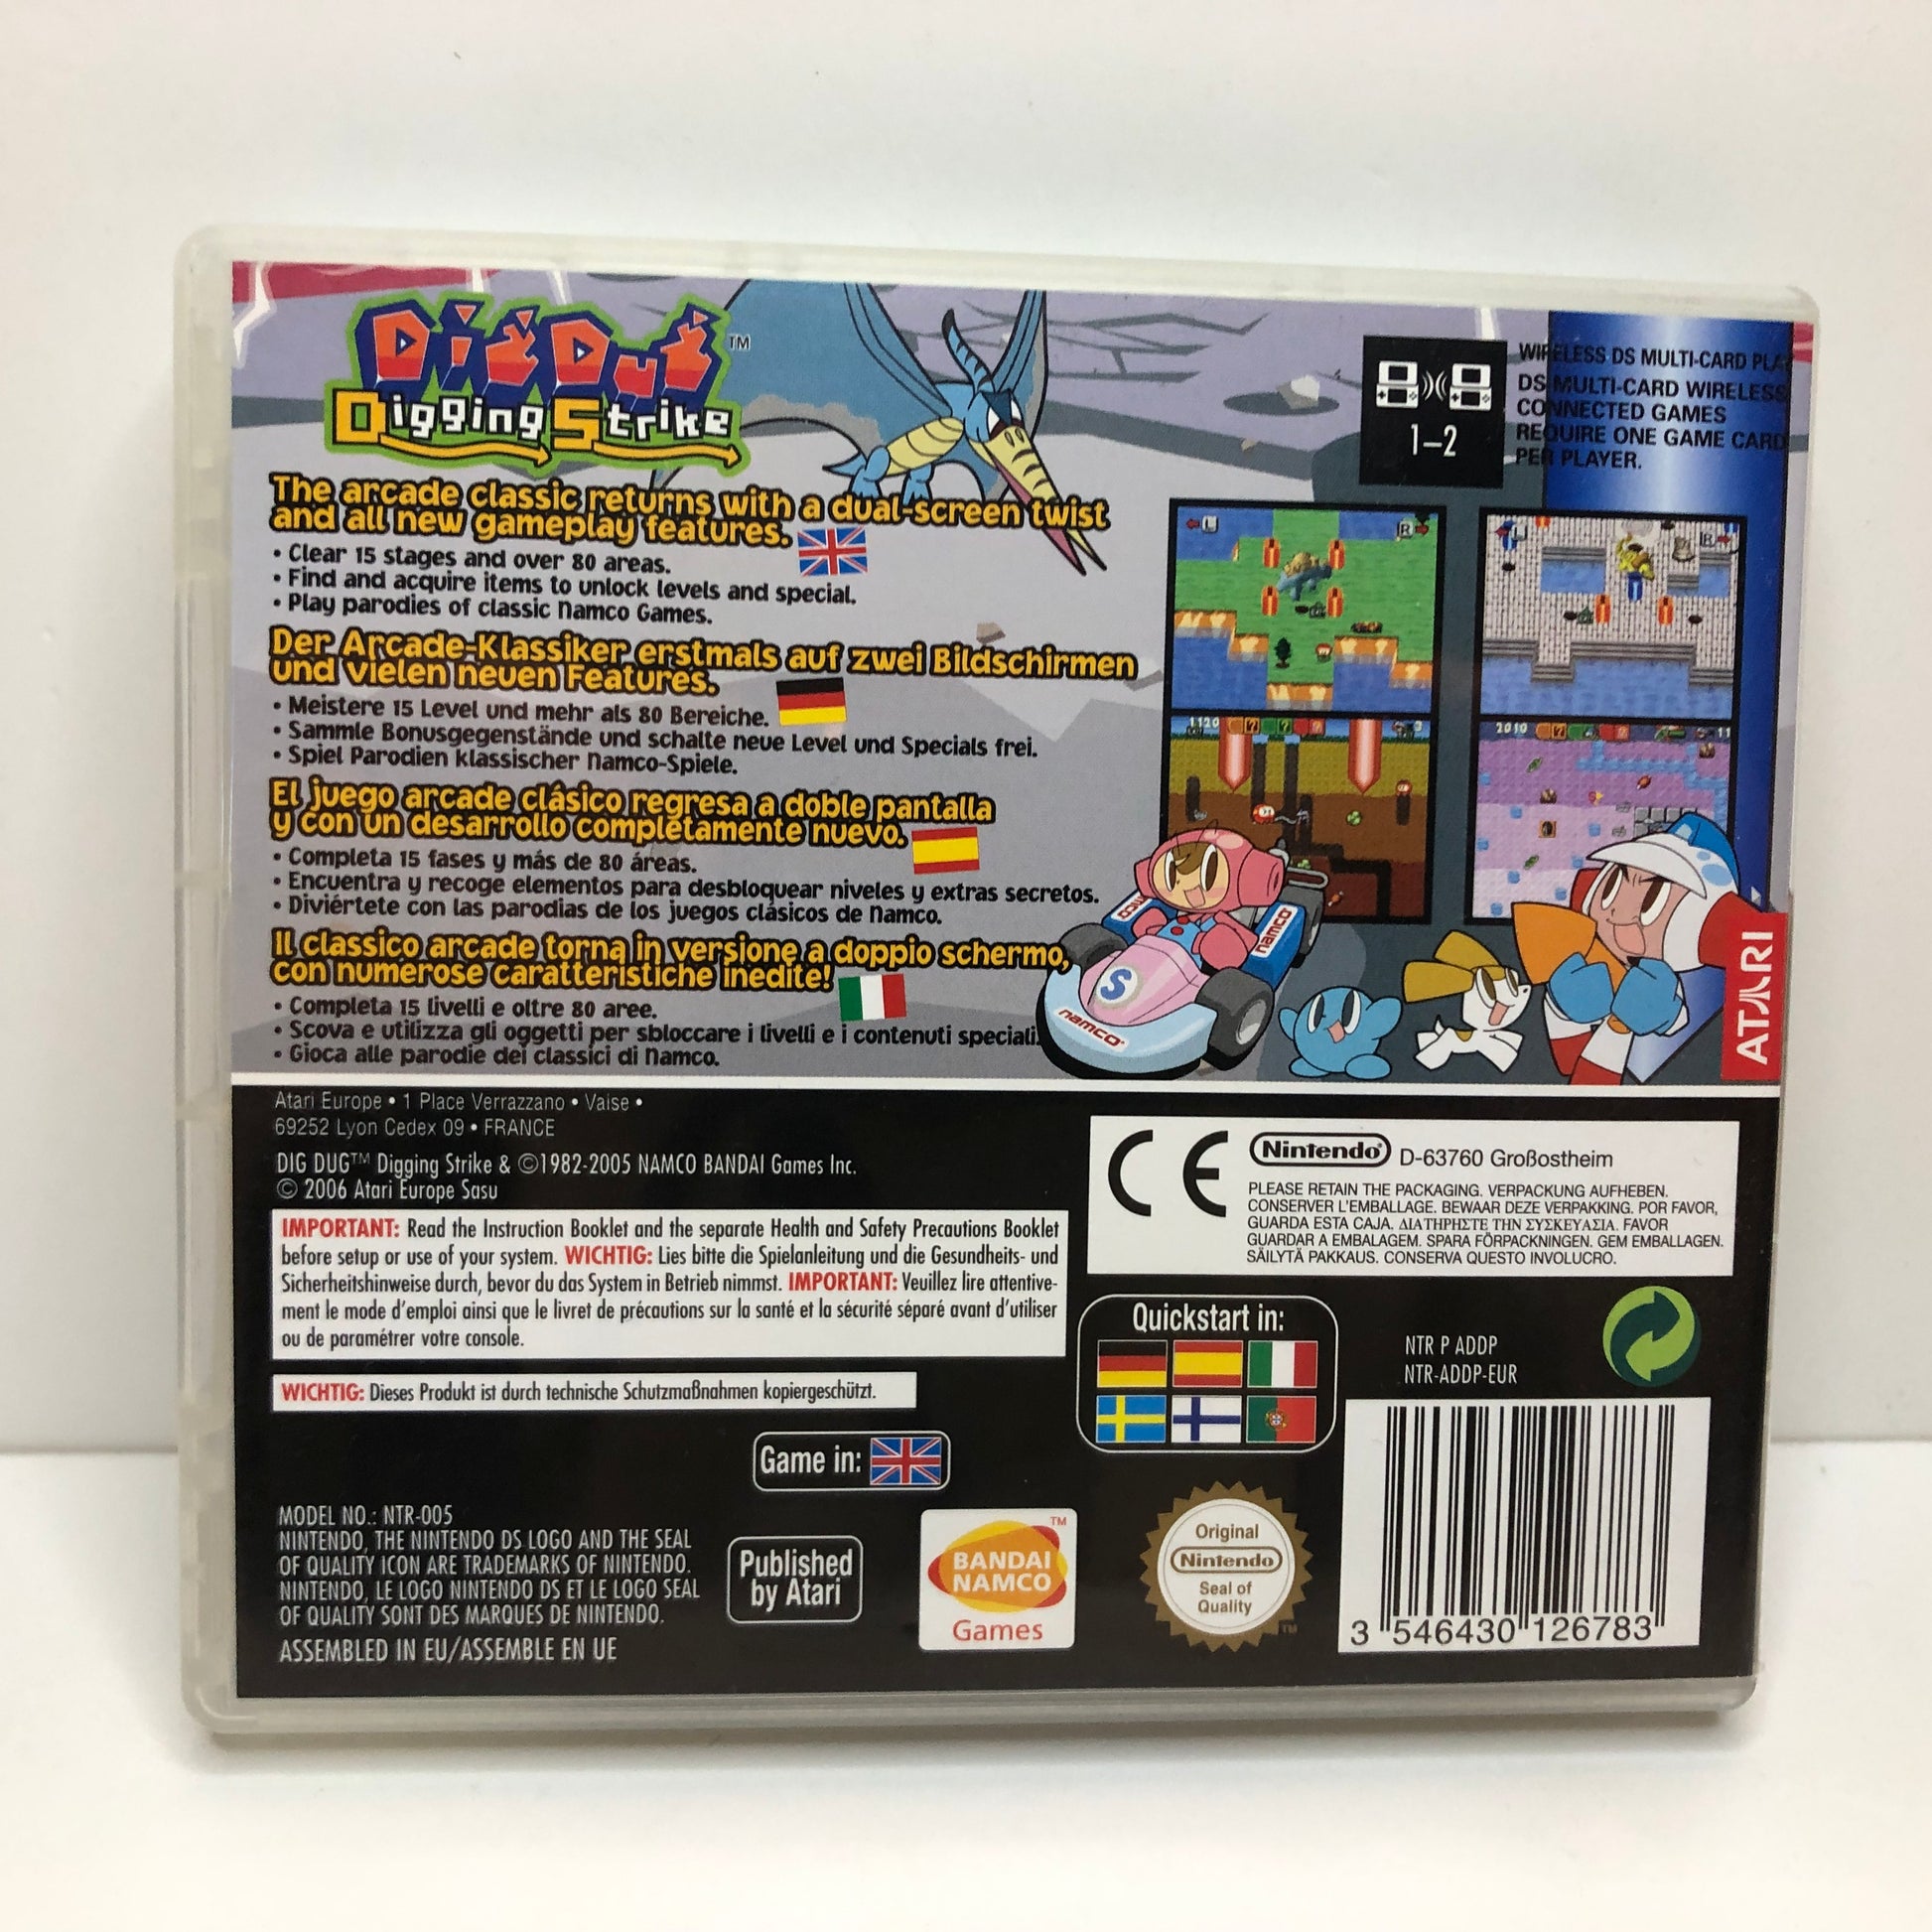 Dig Dug™
Digging Strike
WIRELESS DS MULTI-CARD PLAY
DS MULTI-CARD WIRELESS
CONNECTED GAMES
REQUIRE ONE GAME CARD
PER PLAYER.
1–2
The arcade classic returns with a dual-screen twist
and all new gameplay features.
• Clear 15 stages and over 80 areas.
• Find and acquire items to unlock levels and special.
• Play parodies of classic Namco Games.
Der Arcade-Klassiker erstmals auf zwei Bildschirmen
und vielen neuen Features.
• Meistere 15 Level und mehr als 80 Bereiche.
• Sammle Bonusgegenstände und schalte neue Level und Specials frei.
• Spiel Parodien klassischer Namco-Spiele.
El juego arcade clásico regresa a doble pantalla
y con un desarrollo completamente nuevo.
• Completa 15 fases y más de 80 áreas.
• Encuentra y recoge elementos para desbloquear niveles y extras secretos.
• Diviértete con las parodias de los juegos clásicos de Namco.
Il classico arcade torna in versione a doppio schermo,
con numerose caratteristiche inedite!
• Completa 15 livelli e oltre 80 aree.
• Scova e utilizza gli oggetti per sbloccare i livelli e i contenuti speciali.
• Gioca alle parodie dei classici di Namco.
L
R
L
R
1120
3
2010
11
namco
S
namco
ATARI
Atari Europe • 1 Place Verrazzano • Vaise •
69252 Lyon Cedex 09 • FRANCE
DIG DUG™ Digging Strike & ©1982-2005 NAMCO BANDAI Games Inc.
© 2006 Atari Europe Sasu
IMPORTANT: Read the Instruction Booklet and the separate Health and Safety Precautions Booklet
before setup or use of your system. WICHTIG: Lies bitte die Spielanleitung und die Gesundheits- und
Sicherheitshinweise durch, bevor du das System in Betrieb nimmst. IMPORTANT: Veuillez lire attentive-
ment le mode d'emploi ainsi que le livret de précautions sur la santé et la sécurité séparé avant d'utiliser
ou de paramétrer votre console.
WICHTIG: Dieses Produkt ist durch technische Schutzmaßnahmen kopiergeschützt.
Game in:
MODEL NO.: NTR-005
NINTENDO, THE NINTENDO DS LOGO AND THE SEAL
OF QUALITY ICON ARE TRADEMARKS OF NINTENDO.
NINTENDO, LE LOGO NINTENDO DS ET LE LOGO SEAL
OF QUALITY SONT DES MARQUES DE NINTENDO.
ASSEMBLED IN EU/ASSEMBLE EN UE
Published
by Atari
BANDAI
NAMCO
™
Games
CE
Nintendo® D-63760 Großostheim
PLEASE RETAIN THE PACKAGING. VERPACKUNG AUFHEBEN.
CONSERVER L'EMBALLAGE. BEWAAR DEZE VERPAKKING. POR FAVOR,
GUARDA ESTA CAJA. ΔΙΑΤΗΡΗΣΤΕ ΤΗΝ ΣΥΣΚΕΥΑΣΙΑ. FAVOR
GUARDAR A EMBALAGEM. SPARA FÖRPACKNINGEN. GEM EMBALLAGEN.
SÄILYTÄ PAKKAUS. CONSERVA QUESTO INVOLUCRO.
Quickstart in:
NTR P ADDP
NTR-ADDP-EUR
Original
Nintendo
Seal of
Quality
™
3 546430 126783